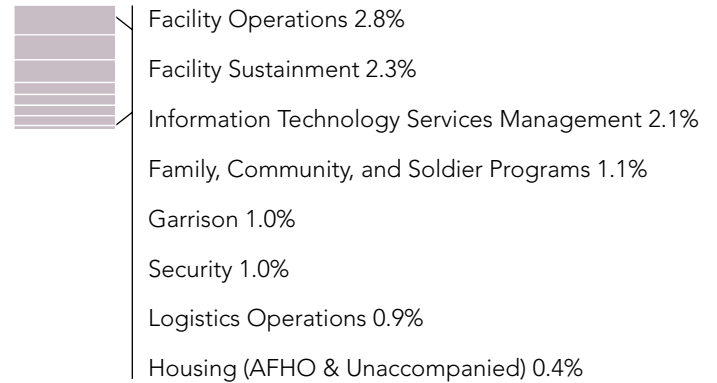 Facility Operations 2.8%
Facility Sustainment 2.3%
Information Technology Services Management 2.1%
Family, Community, and Soldier Programs 1.1%
Garrison 1.0%
Security 1.0%
Logistics Operations 0.9%
Housing (AFHO & Unaccompanied) 0.4%